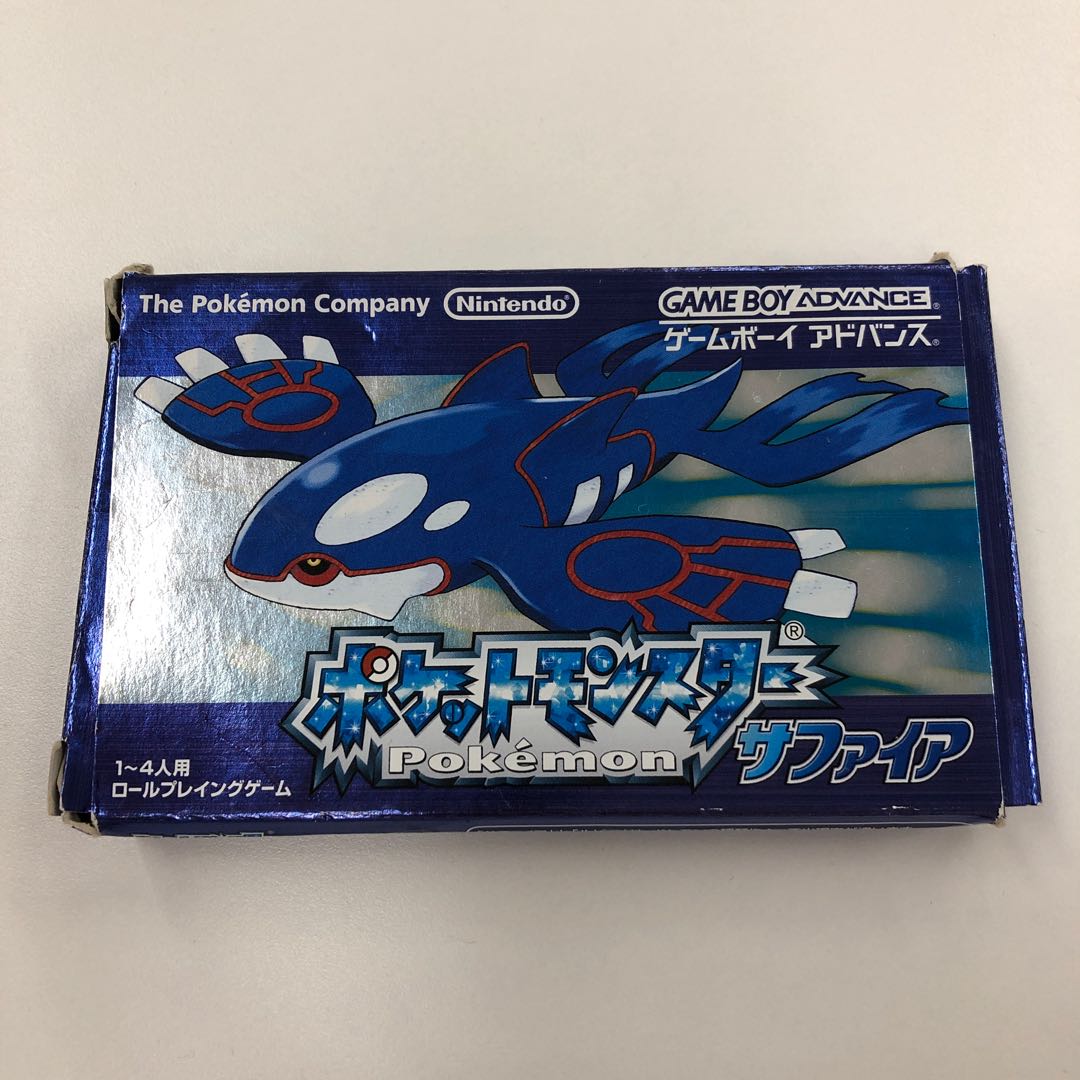 The Pokémon Company
Nintendo®
GAME BOY ADVANCE®
ゲームボーイ アドバンス®
ポケットモンスター®
Pokémon
サファイア
1~4人用
ロールプレイングゲーム